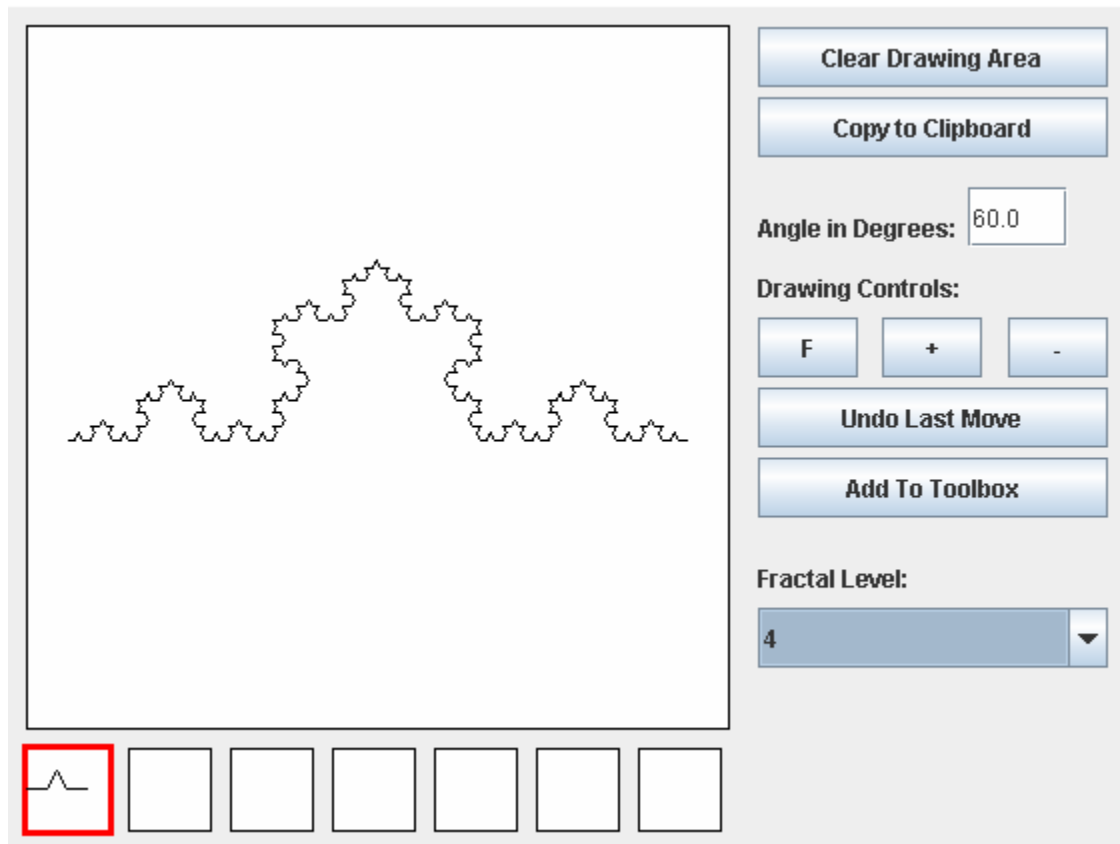 Clear Drawing Area
Copy to Clipboard
Angle in Degrees: 60.0
Drawing Controls:
F + -
Undo Last Move
Add To Toolbox
Fractal Level:
4